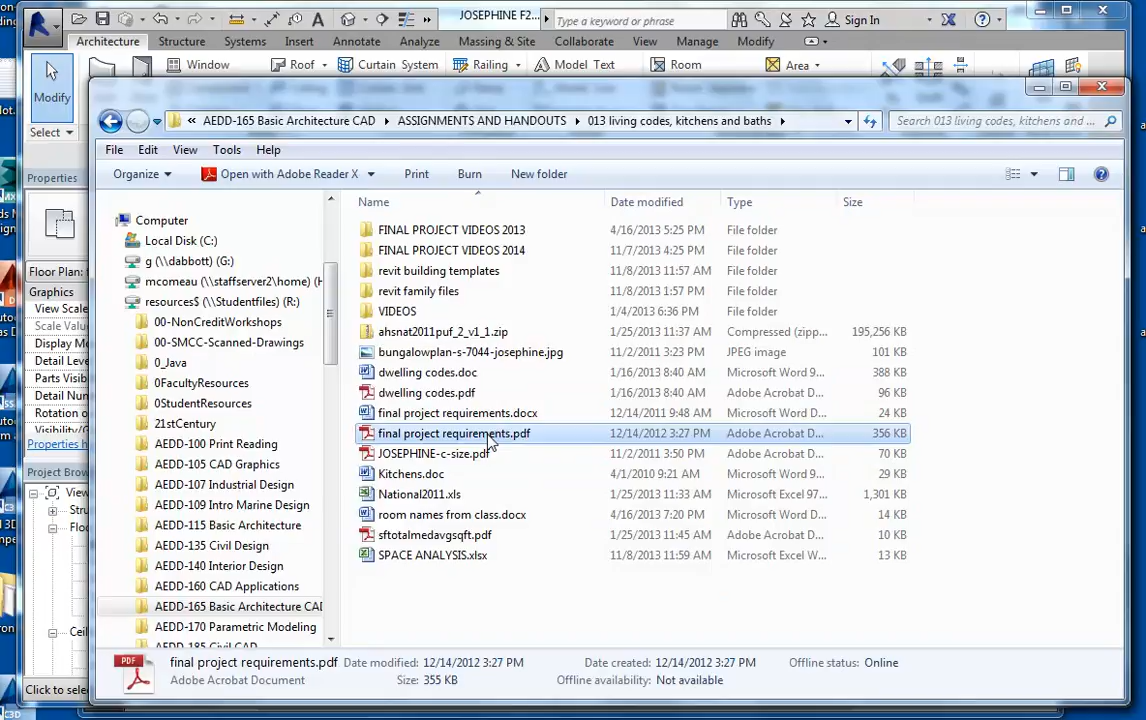 JOSEPHINE F2...
Type a keyword or phrase
Sign In
Architecture Structure Systems Insert Annotate Analyze Massing & Site Collaborate View Manage Modify
Window Roof Curtain System Railing Model Text Room Area
Modify
Select
Properties
Floor Plan:
Graphics
View Scale
Scale Value
Display M
Detail Leve
Parts Visib
Detail Num
Rotation
Properties h
Project Brow
View
Stru
Floo
Ceil
Click to sele
« AEDD-165 Basic Architecture CAD ASSIGNMENTS AND HANDOUTS 013 living codes, kitchens and baths
Search 013 living codes, kitchens and ...
File Edit View Tools Help
Organize Open with Adobe Reader X Print Burn New folder
Computer
Local Disk (C:)
g (\\dabbott) (G:)
mcomeau (\\staffserver2\home) (H
resources$ (\\Studentfiles) (R:)
00-NonCreditWorkshops
00-SMCC-Scanned-Drawings
0_Java
0FacultyResources
0StudentResources
21stCentury
AEDD-100 Print Reading
AEDD-105 CAD Graphics
AEDD-107 Industrial Design
AEDD-109 Intro Marine Design
AEDD-115 Basic Architecture
AEDD-135 Civil Design
AEDD-140 Interior Design
AEDD-160 CAD Applications
AEDD-165 Basic Architecture CAD
AEDD-170 Parametric Modeling
AEDD-185 Civil CAD
Name Date modified Type Size
FINAL PROJECT VIDEOS 2013 4/16/2013 5:25 PM File folder
FINAL PROJECT VIDEOS 2014 11/7/2013 4:25 PM File folder
revit building templates 11/8/2013 11:57 AM File folder
revit family files 11/8/2013 1:57 PM File folder
VIDEOS 1/4/2013 6:36 PM File folder
ahsnat2011puf_2_v1_1.zip 1/25/2013 11:37 AM Compressed (zipp... 195,256 KB
bungalowplan-s-7044-josephine.jpg 11/2/2011 3:23 PM JPEG image 101 KB
dwelling codes.doc 1/16/2013 8:40 AM Microsoft Word 9... 388 KB
dwelling codes.pdf 1/16/2013 8:40 AM Adobe Acrobat D... 96 KB
final project requirements.docx 12/14/2011 9:48 AM Microsoft Word D... 24 KB
final project requirements.pdf 12/14/2012 3:27 PM Adobe Acrobat D... 356 KB
JOSEPHINE-c-size.pdf 11/2/2011 3:50 PM Adobe Acrobat D... 70 KB
Kitchens.doc 4/1/2010 9:21 AM Microsoft Word 9... 29 KB
National2011.xls 1/25/2013 11:33 AM Microsoft Excel 97... 1,301 KB
room names from class.docx 4/16/2013 7:20 PM Microsoft Word D... 14 KB
sftotalmedavgsqft.pdf 1/25/2013 11:45 AM Adobe Acrobat D... 10 KB
SPACE ANALYSIS.xlsx 11/8/2013 11:59 AM Microsoft Excel W... 13 KB
PDF
final project requirements.pdf Date modified: 12/14/2012 3:27 PM Date created: 12/14/2012 3:27 PM Offline status: Online
Adobe Acrobat Document Size: 355 KB Offline availability: Not available